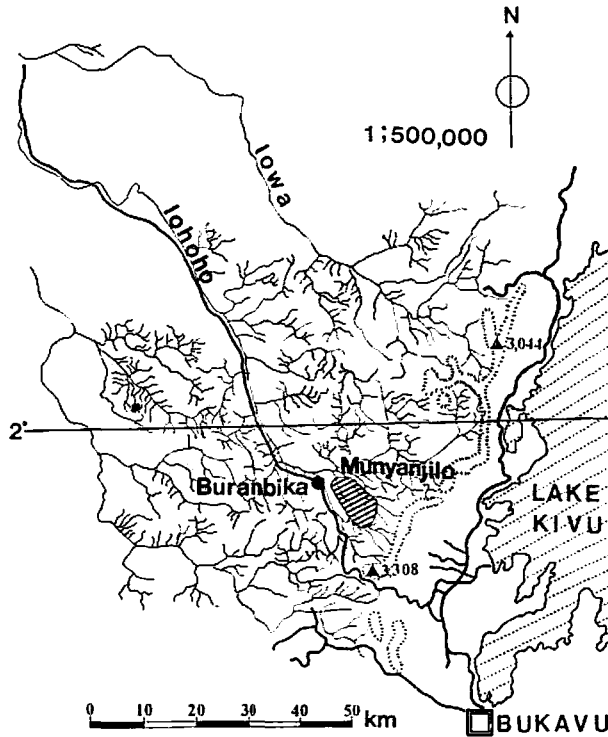 N
1;500,000
Iowa
Iohoho
3,044
2°
Munyanjilo
Buranbika
LAKE
KIVU
3,308
0 10 20 30 40 50 km
BUKAVU